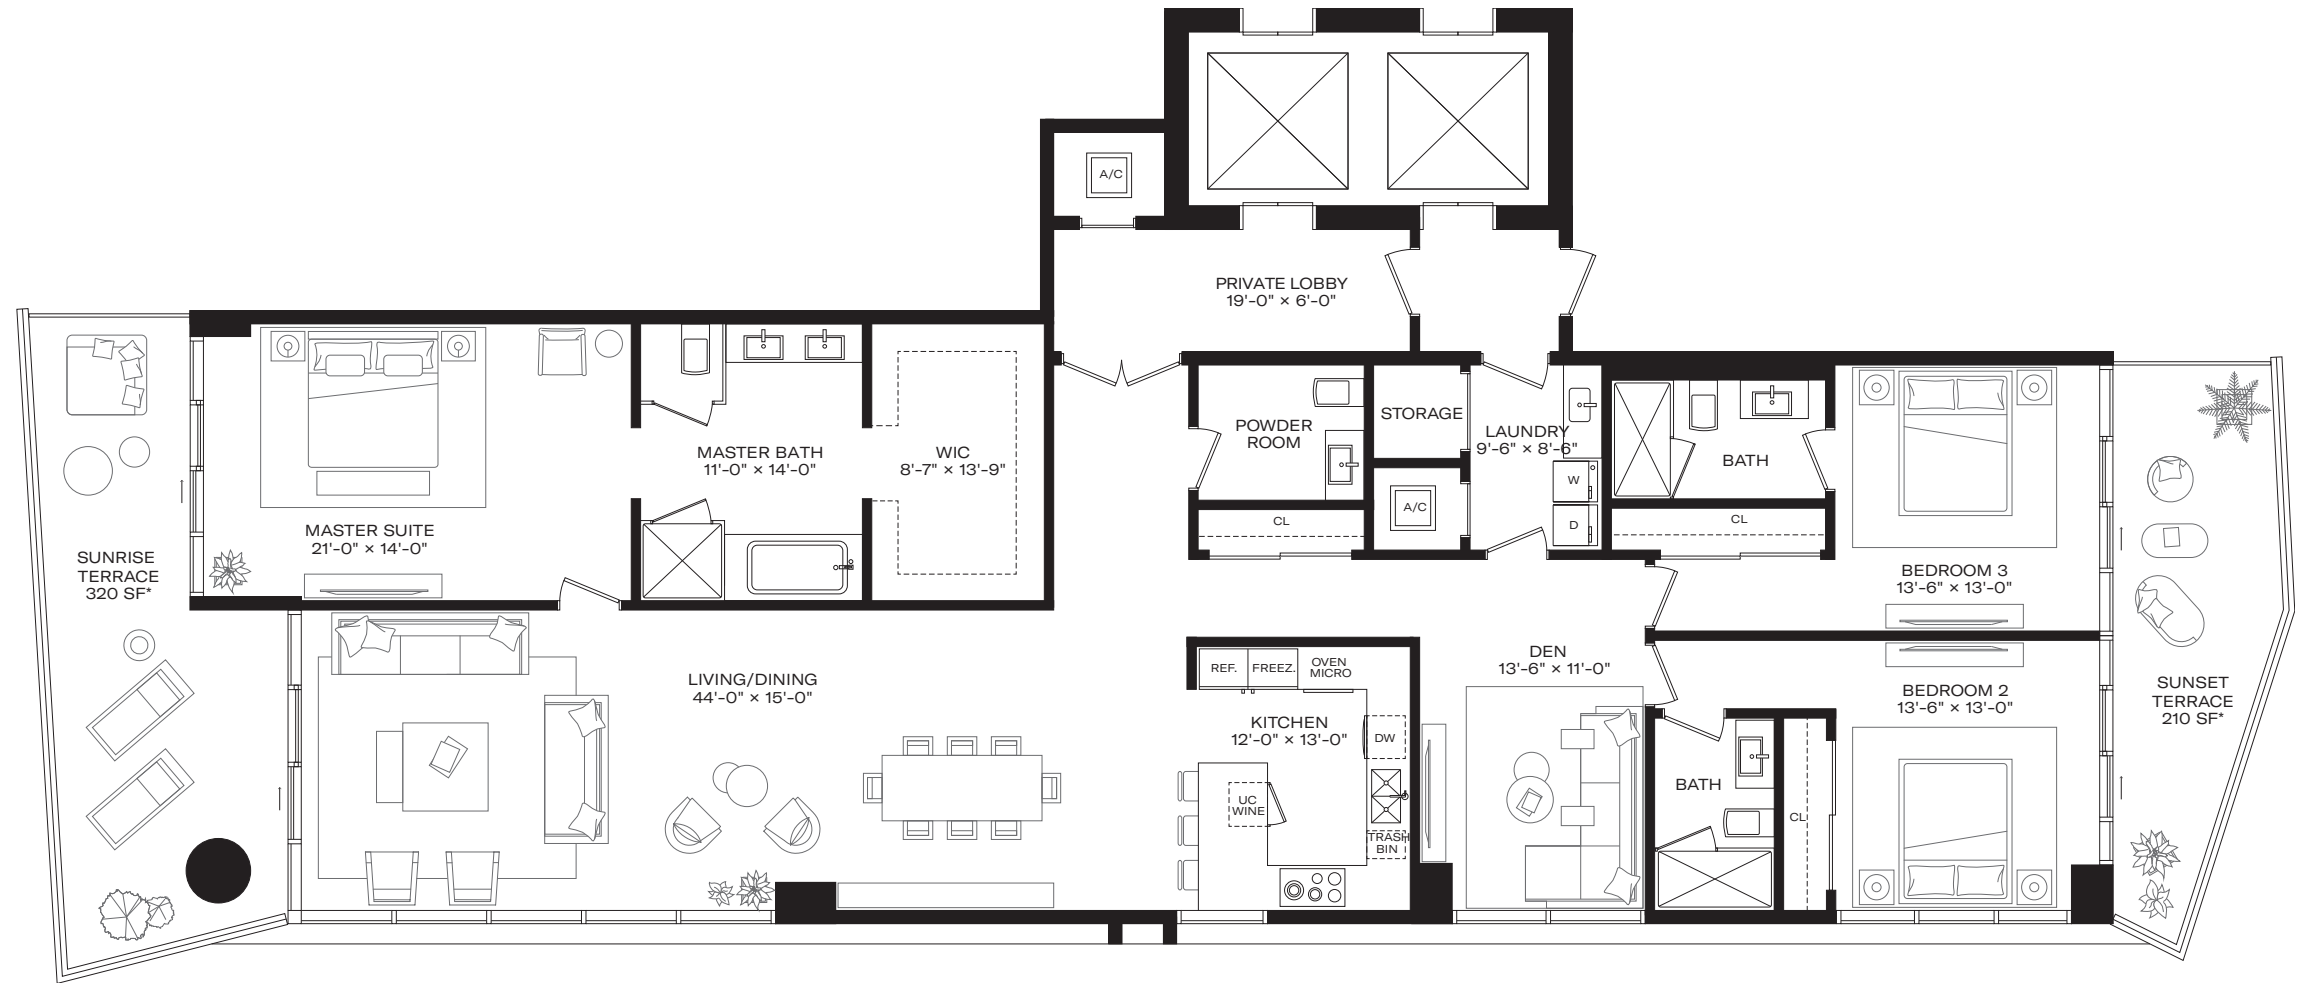 A/C
PRIVATE LOBBY
19'-0" × 6'-0"
POWDER
ROOM
STORAGE
LAUNDRY
9'-6" × 8'-6"
W
D
A/C
CL
BATH
CL
MASTER BATH
11'-0" × 14'-0"
WIC
8'-7" × 13'-9"
MASTER SUITE
21'-0" × 14'-0"
SUNRISE
TERRACE
320 SF*
BEDROOM 3
13'-6" × 13'-0"
LIVING/DINING
44'-0" × 15'-0"
REF.
FREEZ.
OVEN
MICRO
KITCHEN
12'-0" × 13'-0"
DW
UC
WINE
TRASH
BIN
DEN
13'-6" × 11'-0"
BEDROOM 2
13'-6" × 13'-0"
BATH
CL
SUNSET
TERRACE
210 SF*